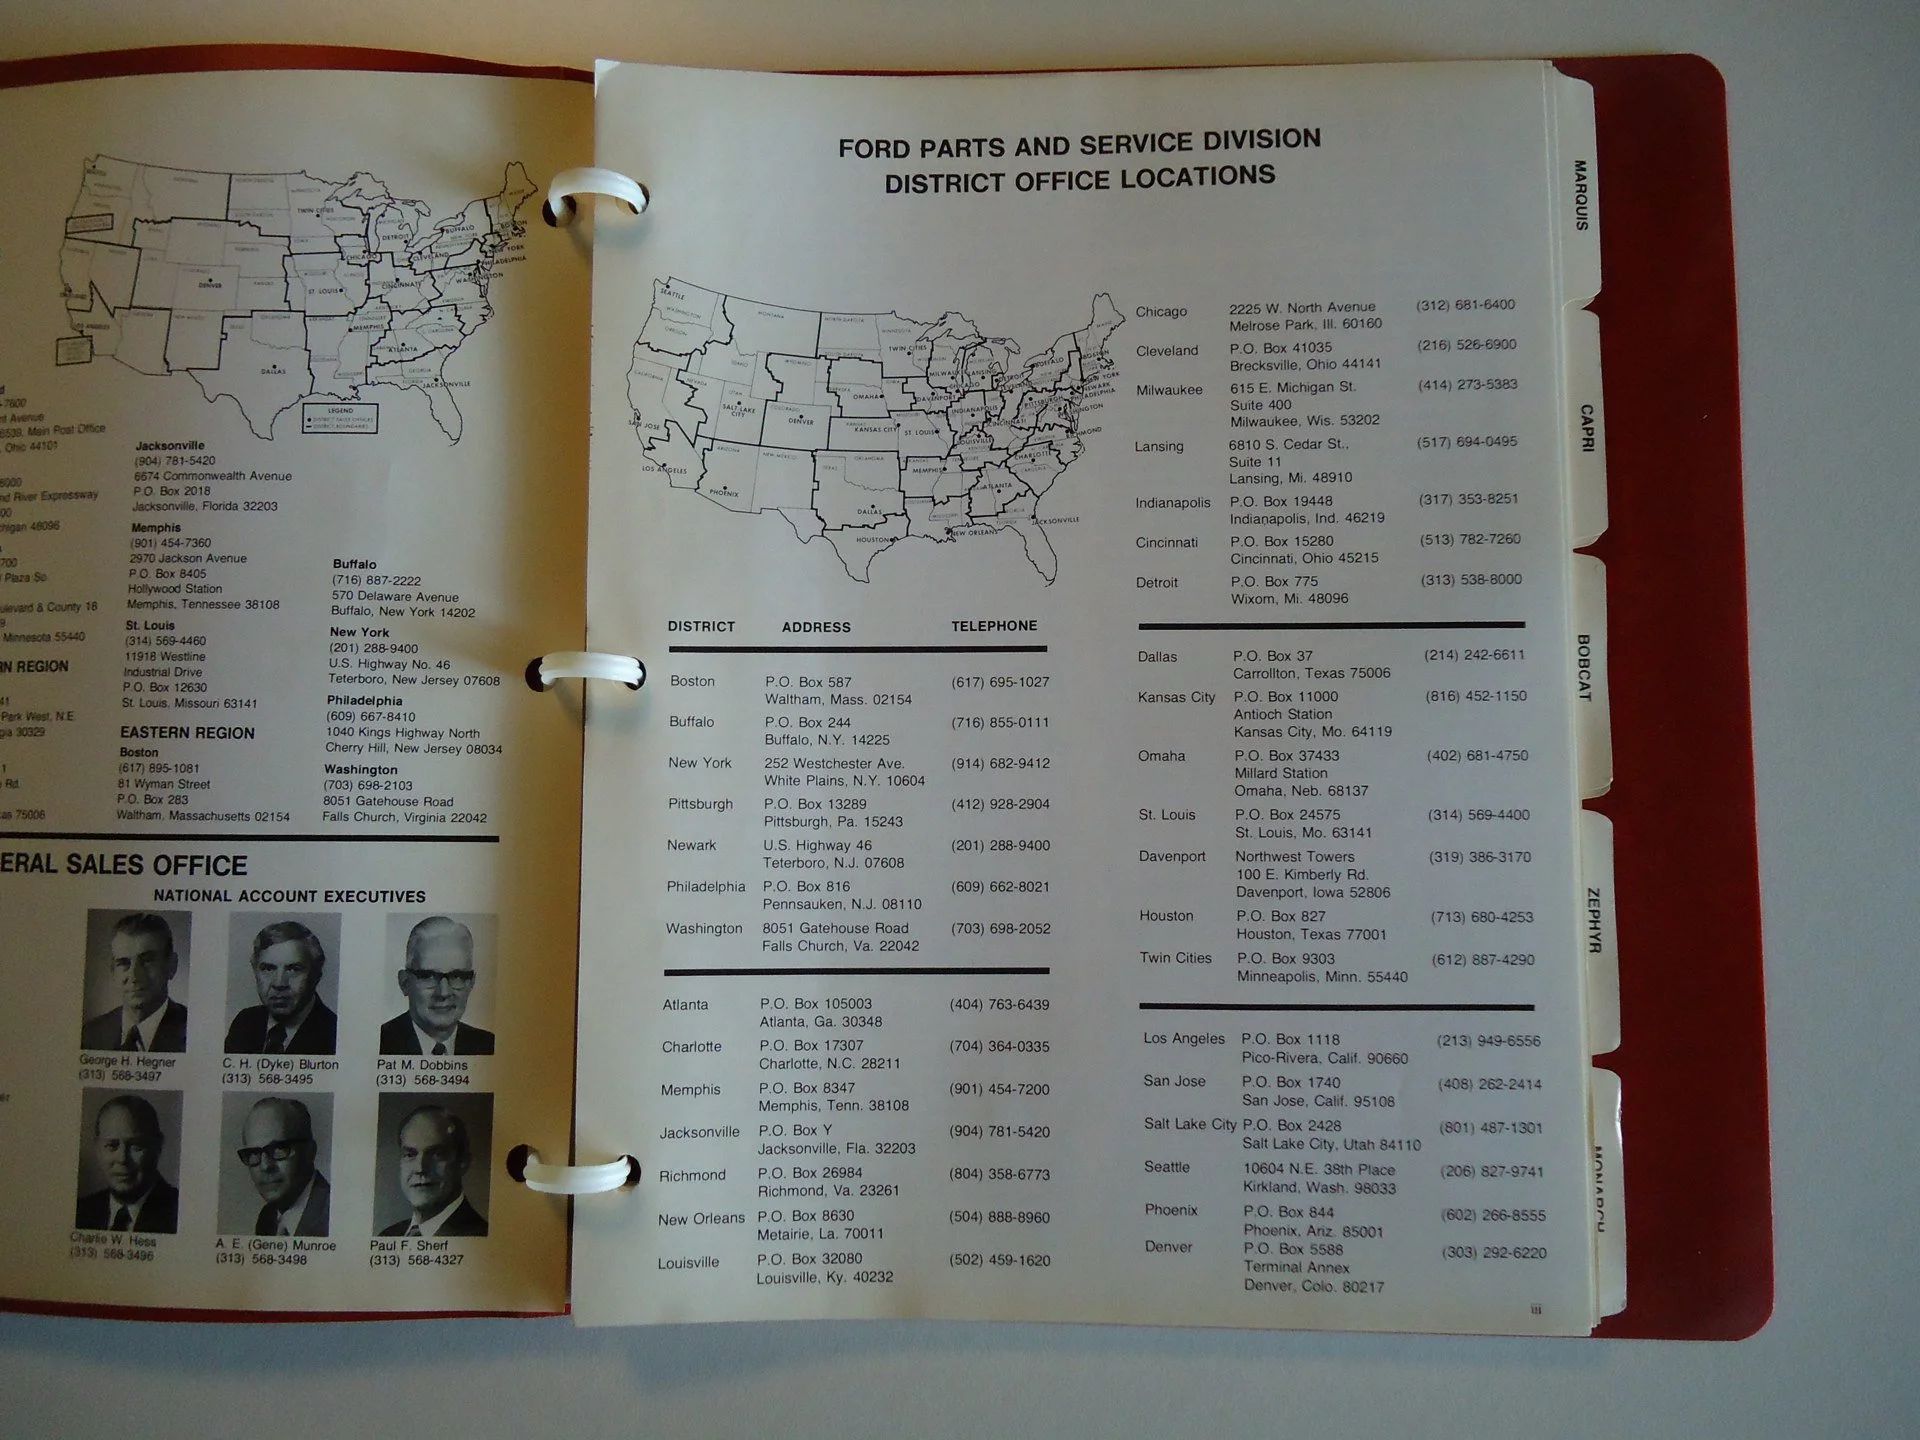 Jacksonville
(904) 781-5420
6674 Commonwealth Avenue
P.O. Box 2018
Jacksonville, Florida 32203
Memphis
(901) 454-7360
2970 Jackson Avenue
P.O. Box 8405
Hollywood Station
Memphis, Tennessee 38108
St. Louis
(314) 569-4460
11918 Westline
Industrial Drive
P.O. Box 12630
St. Louis, Missouri 63141
EASTERN REGION
Boston
(617) 895-1081
81 Wyman Street
P.O. Box 283
Waltham, Massachusetts 02154
Buffalo
(716) 887-2222
570 Delaware Avenue
Buffalo, New York 14202
New York
(201) 288-9400
U.S. Highway No. 46
Teterboro, New Jersey 07608
Philadelphia
(609) 667-8410
1040 Kings Highway North
Cherry Hill, New Jersey 08034
Washington
(703) 698-2103
8051 Gatehouse Road
Falls Church, Virginia 22042
ERAL SALES OFFICE
NATIONAL ACCOUNT EXECUTIVES
George H. Hegner
(313) 568-3497
C. H. (Dyke) Blurton
(313) 568-3495
Pat M. Dobbins
(313) 568-3494
Charlie W. Hess
(313) 568-3496
A. E. (Gene) Munroe
(313) 568-3498
Paul F. Sherf
(313) 568-4327
FORD PARTS AND SERVICE DIVISION
DISTRICT OFFICE LOCATIONS
DISTRICT ADDRESS TELEPHONE
Boston P.O. Box 587 (617) 695-1027
Waltham, Mass. 02154
Buffalo P.O. Box 244 (716) 855-0111
Buffalo, N.Y. 14225
New York 252 Westchester Ave. (914) 682-9412
White Plains, N.Y. 10604
Pittsburgh P.O. Box 13289 (412) 928-2904
Pittsburgh, Pa. 15243
Newark U.S. Highway 46 (201) 288-9400
Teterboro, N.J. 07608
Philadelphia P.O. Box 816 (609) 662-8021
Pennsauken, N.J. 08110
Washington 8051 Gatehouse Road (703) 698-2052
Falls Church, Va. 22042
Atlanta P.O. Box 105003 (404) 763-6439
Atlanta, Ga. 30348
Charlotte P.O. Box 17307 (704) 364-0335
Charlotte, N.C. 28211
Memphis P.O. Box 8347 (901) 454-7200
Memphis, Tenn. 38108
Jacksonville P.O. Box Y (904) 781-5420
Jacksonville, Fla. 32203
Richmond P.O. Box 26984 (804) 358-6773
Richmond, Va. 23261
New Orleans P.O. Box 8630 (504) 888-8960
Metairie, La. 70011
Louisville P.O. Box 32080 (502) 459-1620
Louisville, Ky. 40232
Chicago 2225 W. North Avenue (312) 681-6400
Melrose Park, Ill. 60160
Cleveland P.O. Box 41035 (216) 526-6900
Brecksville, Ohio 44141
Milwaukee 615 E. Michigan St. (414) 273-5383
Suite 400
Milwaukee, Wis. 53202
Lansing 6810 S. Cedar St., (517) 694-0495
Suite 11
Lansing, Mi. 48910
Indianapolis P.O. Box 19448 (317) 353-8251
Indianapolis, Ind. 46219
Cincinnati P.O. Box 15280 (513) 782-7260
Cincinnati, Ohio 45215
Detroit P.O. Box 775 (313) 538-8000
Wixom, Mi. 48096
Dallas P.O. Box 37 (214) 242-6611
Carrollton, Texas 75006
Kansas City P.O. Box 11000 (816) 452-1150
Antioch Station
Kansas City, Mo. 64119
Omaha P.O. Box 37433 (402) 681-4750
Millard Station
Omaha, Neb. 68137
St. Louis P.O. Box 24575 (314) 569-4400
St. Louis, Mo. 63141
Davenport Northwest Towers (319) 386-3170
100 E. Kimberly Rd.
Davenport, Iowa 52806
Houston P.O. Box 827 (713) 680-4253
Houston, Texas 77001
Twin Cities P.O. Box 9303 (612) 887-4290
Minneapolis, Minn. 55440
Los Angeles P.O. Box 1118 (213) 949-6556
Pico-Rivera, Calif. 90660
San Jose P.O. Box 1740 (408) 262-2414
San Jose, Calif. 95108
Salt Lake City P.O. Box 2428 (801) 487-1301
Salt Lake City, Utah 84110
Seattle 10604 N.E. 38th Place (206) 827-9741
Kirkland, Wash. 98033
Phoenix P.O. Box 844 (602) 266-8555
Phoenix, Ariz. 85001
Denver P.O. Box 5588 (303) 292-6220
Terminal Annex
Denver, Colo. 80217
iii
MARQUIS
CAPRI
BOBCAT
ZEPHYR
MONARCH